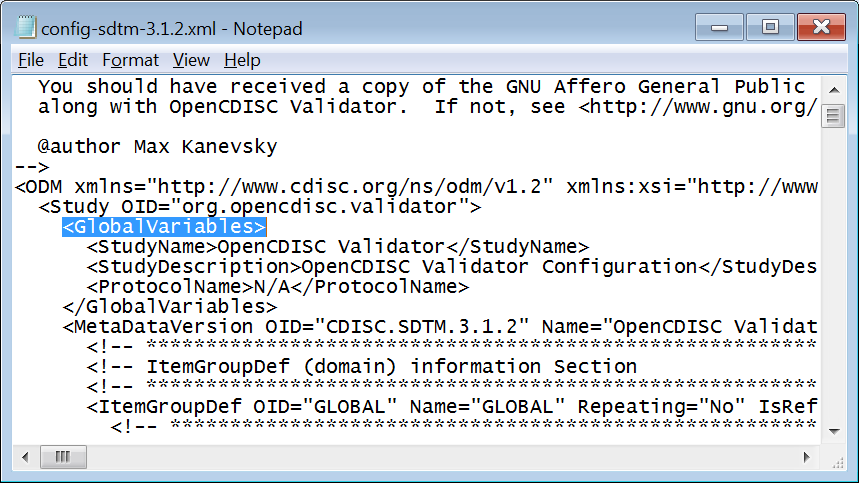 config-sdtm-3.1.2.xml - Notepad
File Edit Format View Help
You should have received a copy of the GNU Affero General Public
along with OpenCDISC Validator.  If not, see <http://www.gnu.org/
@author Max Kanevsky
-->
<ODM xmlns="http://www.cdisc.org/ns/odm/v1.2" xmlns:xsi="http://www
<Study OID="org.opencdisc.validator">
<GlobalVariables>
<StudyName>OpenCDISC Validator</StudyName>
<StudyDescription>OpenCDISC Validator Configuration</StudyDes
<ProtocolName>N/A</ProtocolName>
</GlobalVariables>
<MetaDataVersion OID="CDISC.SDTM.3.1.2" Name="OpenCDISC Validat
<!-- ********************************************************
<!-- ItemGroupDef (domain) information Section
<!-- ********************************************************
<ItemGroupDef OID="GLOBAL" Name="GLOBAL" Repeating="No" IsRef
<!-- ******************************************************